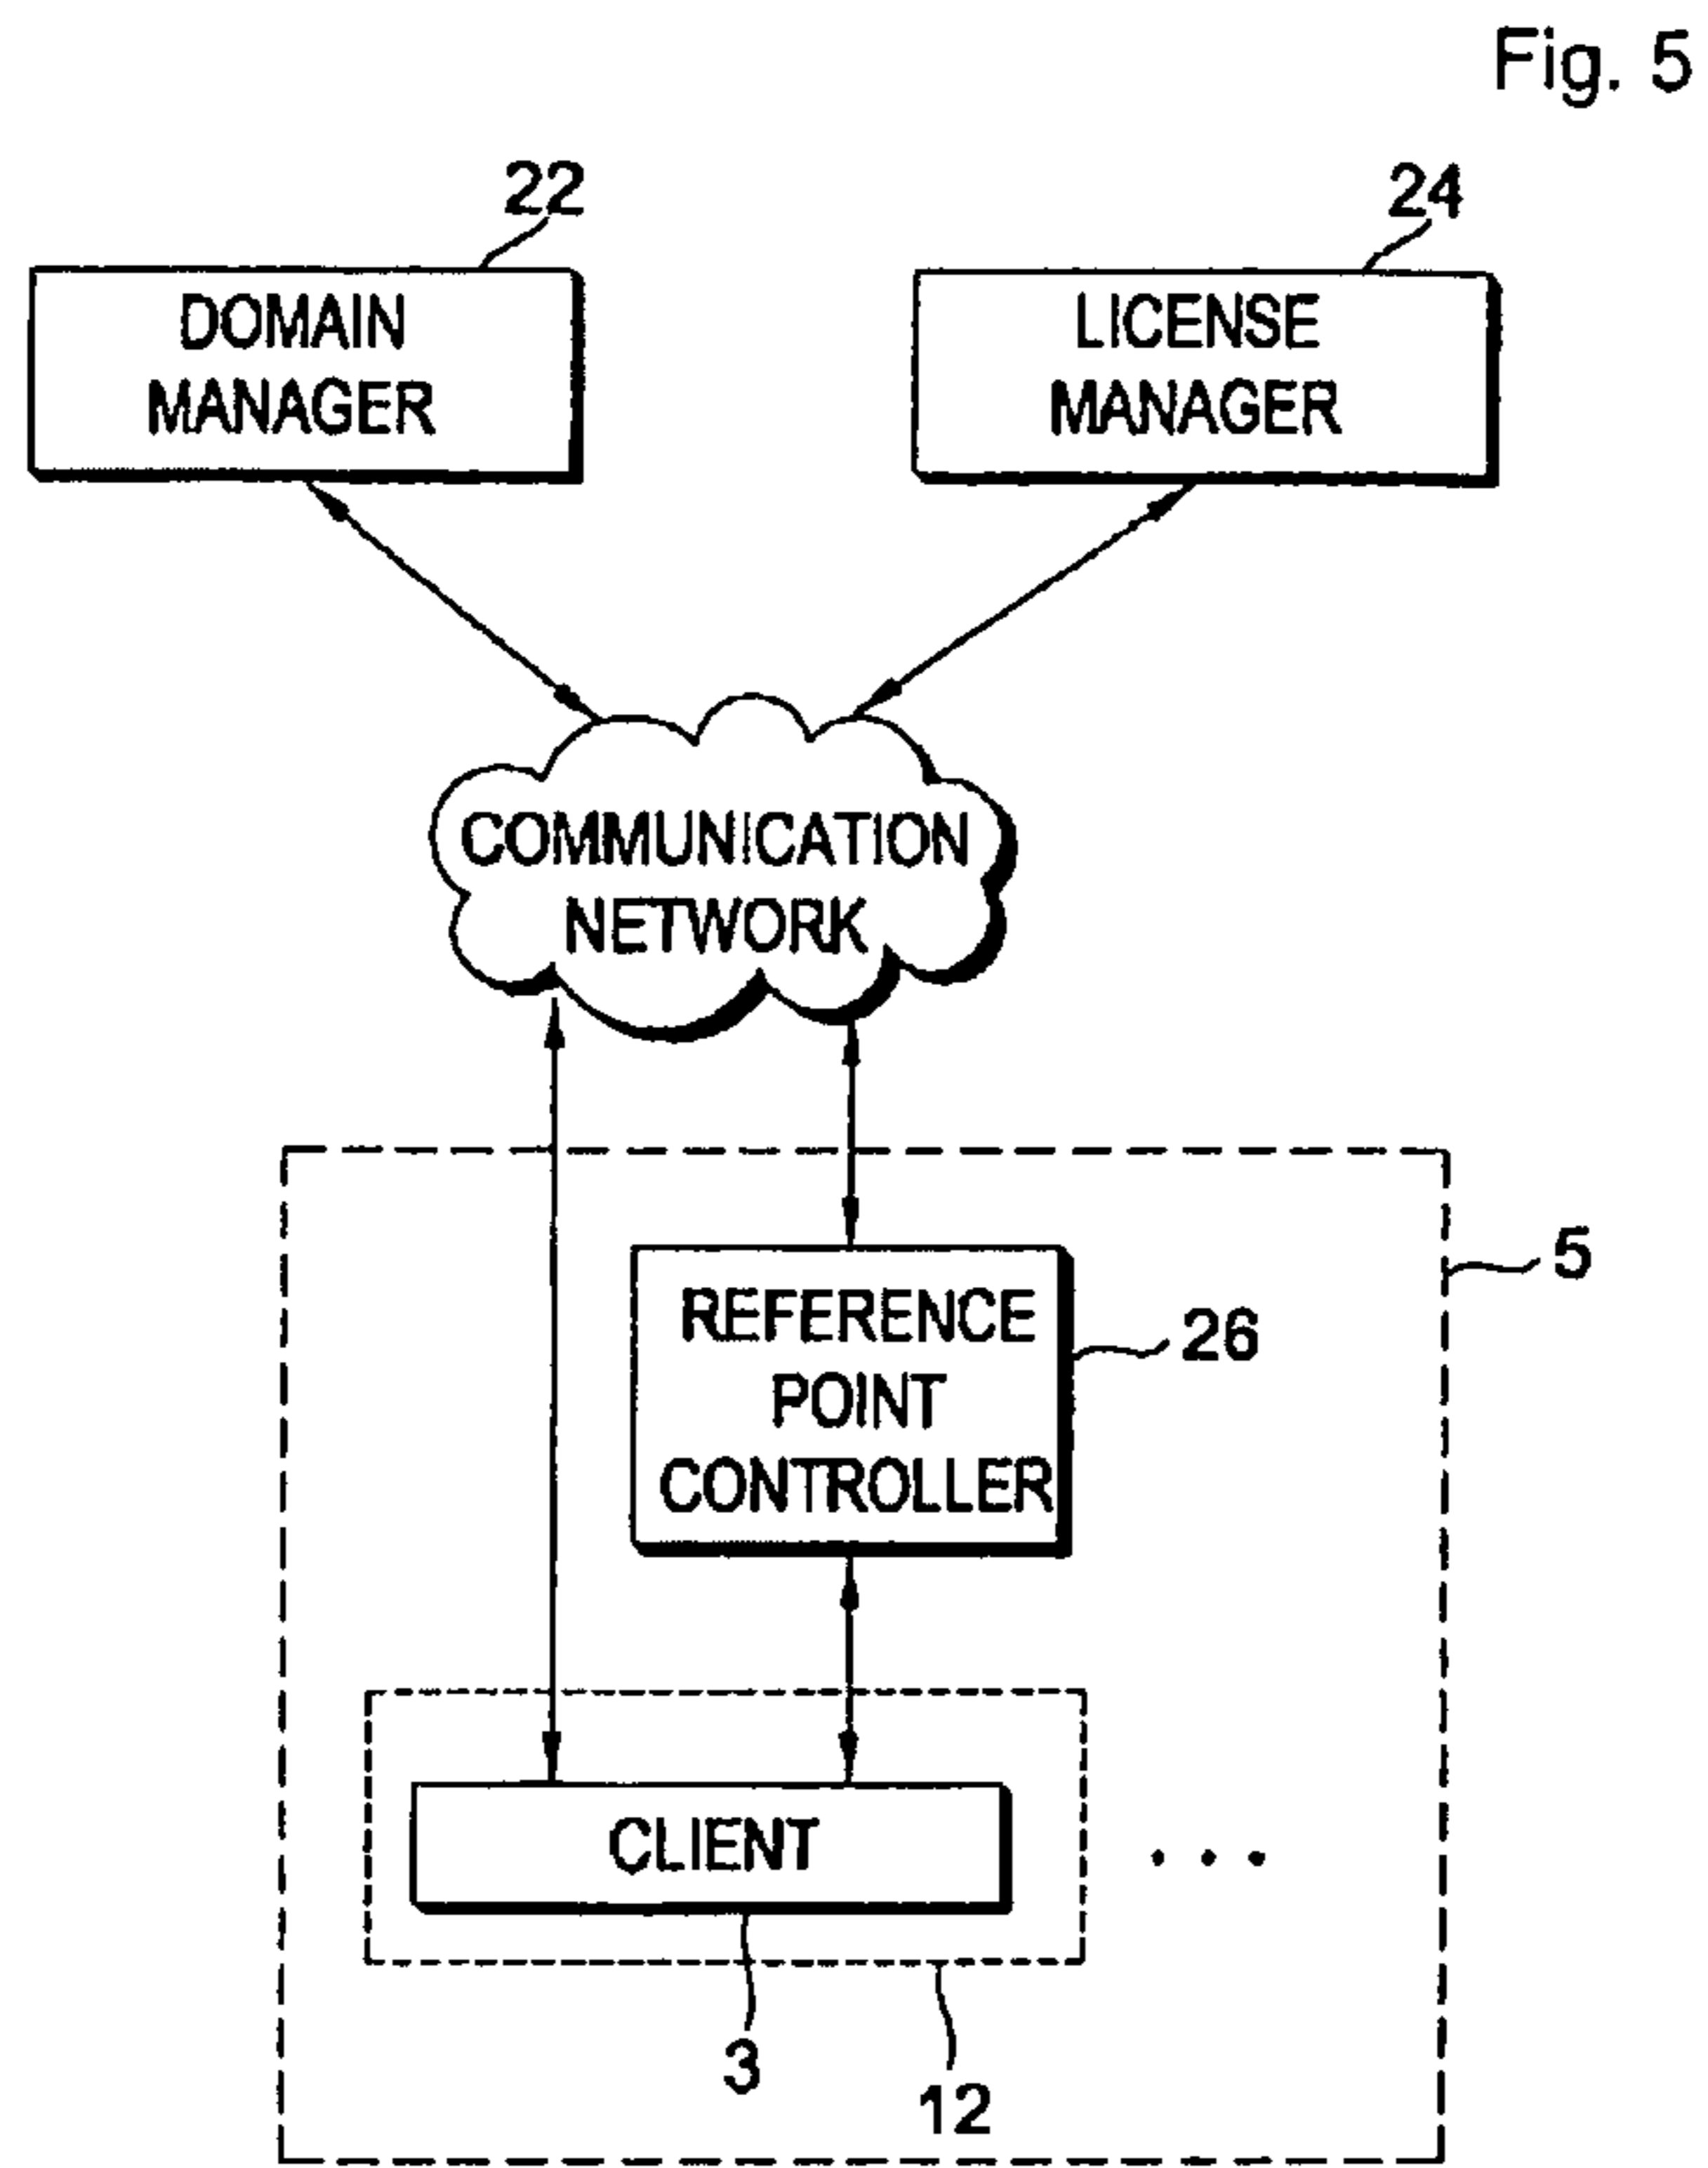 Fig. 5
22
24
DOMAIN
MANAGER
LICENSE
MANAGER
COMMUNICATION
NETWORK
5
REFERENCE
POINT
CONTROLLER
26
CLIENT
. . .
3
12